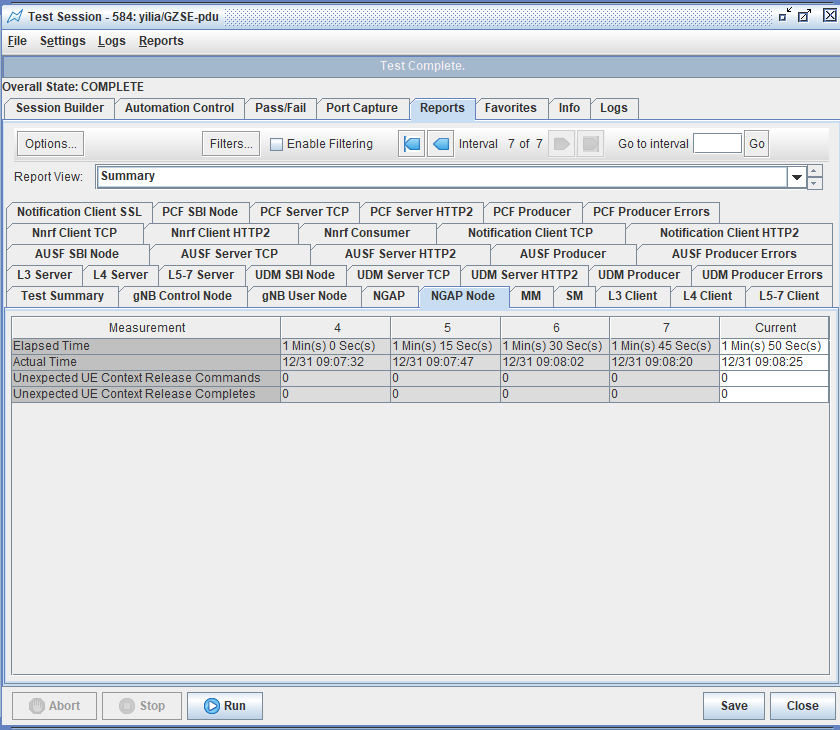 Test Session - 584: yilia/GZSE-pdu
File Settings Logs Reports
Test Complete.
Overall State: COMPLETE
Session Builder Automation Control Pass/Fail Port Capture Reports Favorites Info Logs
Options... Filters... Enable Filtering Interval 7 of 7 Go to interval Go
Report View: Summary
Notification Client SSL PCF SBI Node PCF Server TCP PCF Server HTTP2 PCF Producer PCF Producer Errors
Nnrf Client TCP Nnrf Client HTTP2 Nnrf Consumer Notification Client TCP Notification Client HTTP2
AUSF SBI Node AUSF Server TCP AUSF Server HTTP2 AUSF Producer AUSF Producer Errors
L3 Server L4 Server L5-7 Server UDM SBI Node UDM Server TCP UDM Server HTTP2 UDM Producer UDM Producer Errors
Test Summary gNB Control Node gNB User Node NGAP NGAP Node MM SM L3 Client L4 Client L5-7 Client
Measurement 4 5 6 7 Current
Elapsed Time 1 Min(s) 0 Sec(s) 1 Min(s) 15 Sec(s) 1 Min(s) 30 Sec(s) 1 Min(s) 45 Sec(s) 1 Min(s) 50 Sec(s)
Actual Time 12/31 09:07:32 12/31 09:07:47 12/31 09:08:02 12/31 09:08:20 12/31 09:08:25
Unexpected UE Context Release Commands 0 0 0 0 0
Unexpected UE Context Release Completes 0 0 0 0 0
Abort Stop Run Save Close